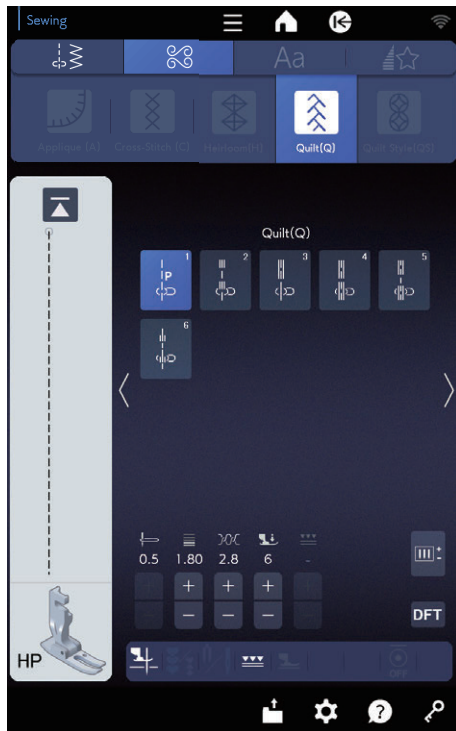 Sewing
Aa
Applique (A) Cross-Stitch (C) Heirloom(H) Quilt(Q) Quilt Style(QS)
Quilt(Q)
1 2 3 4 5
P
6
0.5 1.80 2.8 6 -
+ + +
− − −
DFT
HP
OFF
?